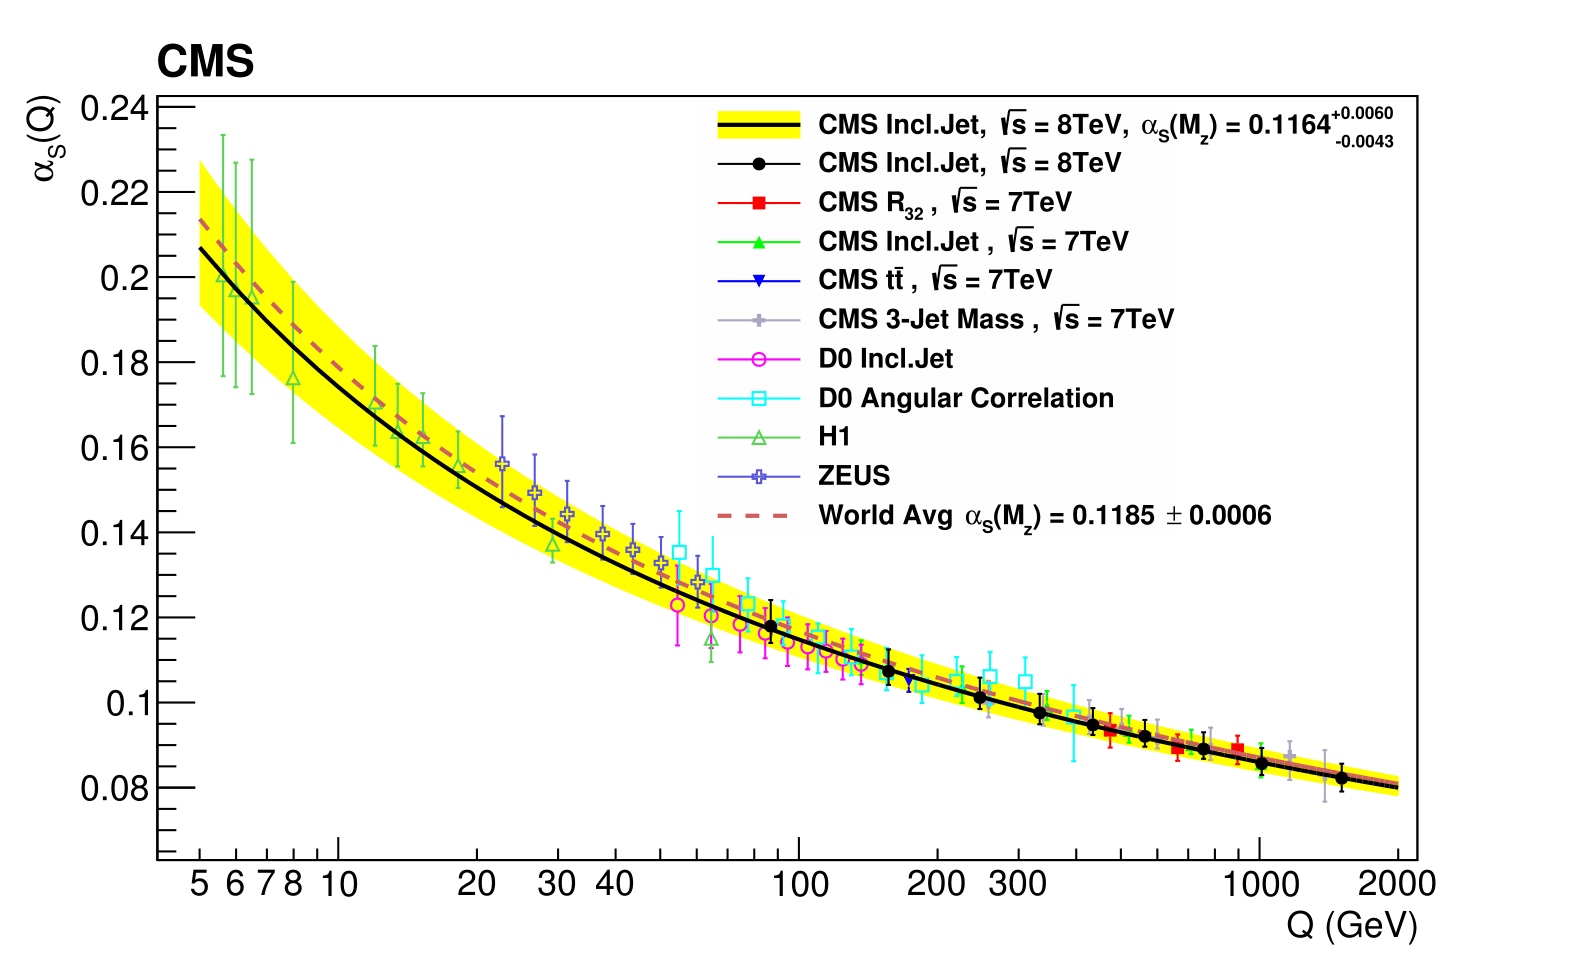 CMS
αS(Q)
0.24
0.22
0.2
0.18
0.16
0.14
0.12
0.1
0.08
CMS Incl.Jet, √s = 8TeV, αS(Mz) = 0.1164 +0.0060 -0.0043
CMS Incl.Jet, √s = 8TeV
CMS R32 , √s = 7TeV
CMS Incl.Jet , √s = 7TeV
CMS tt̄ , √s = 7TeV
CMS 3-Jet Mass , √s = 7TeV
D0 Incl.Jet
D0 Angular Correlation
H1
ZEUS
World Avg αS(Mz) = 0.1185 ± 0.0006
5 6 7 8 10 20 30 40 100 200 300 1000 2000
Q (GeV)